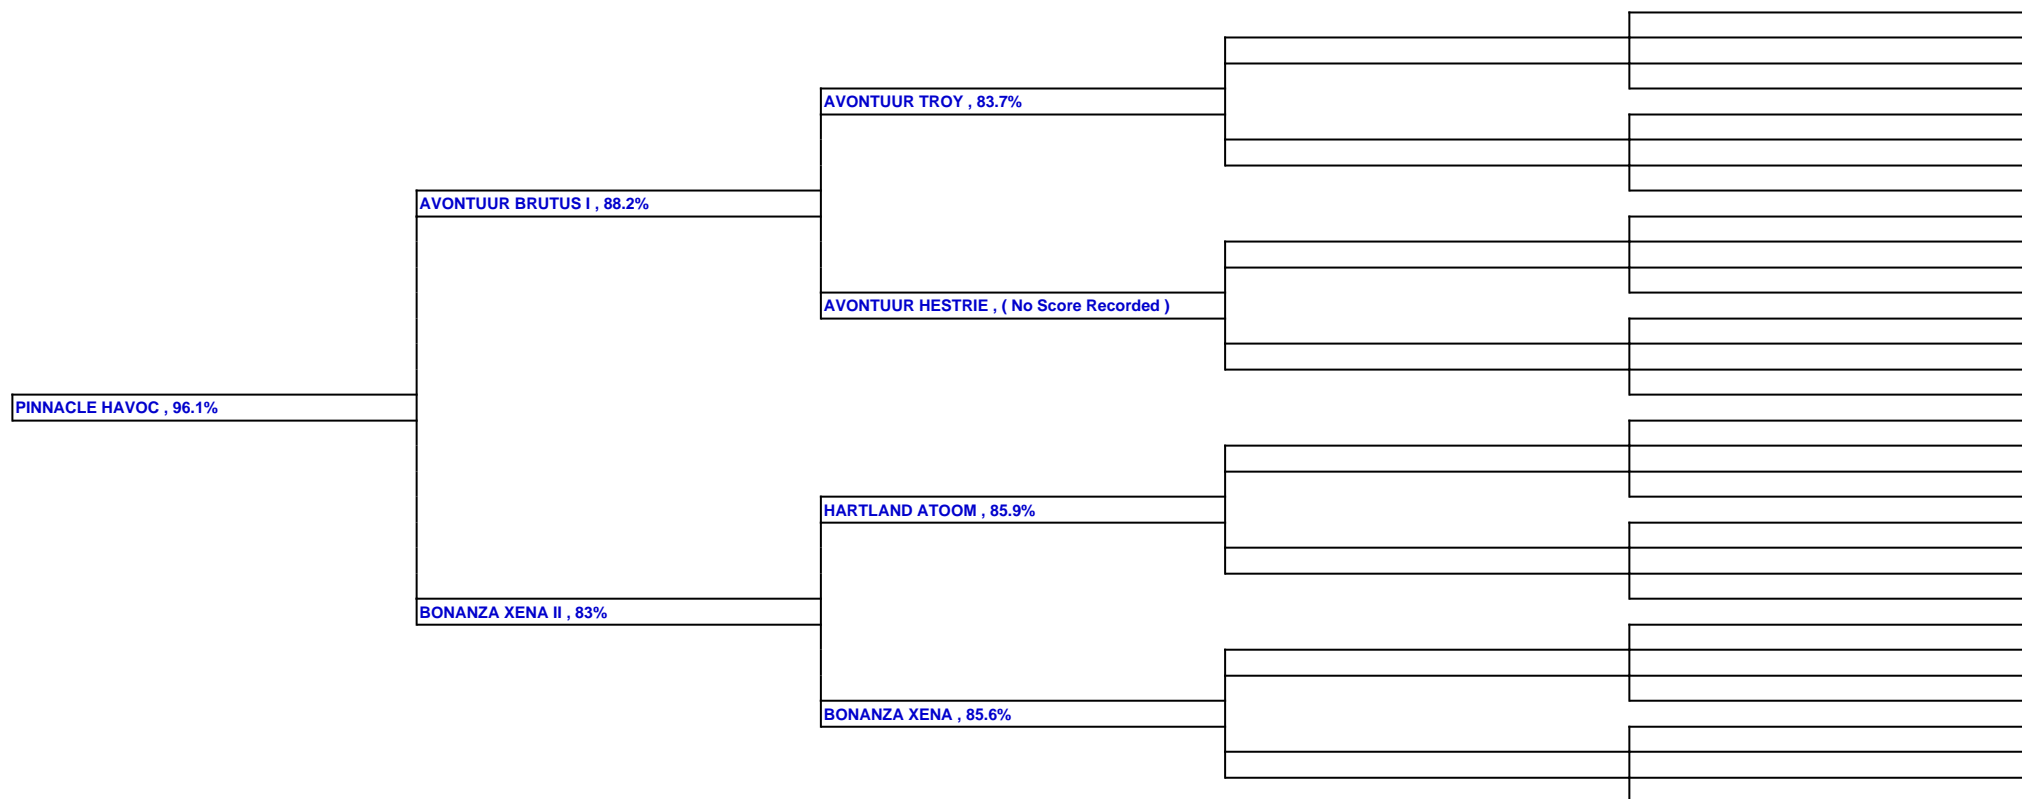 AVONTUUR TROY , 83.7%
AVONTUUR BRUTUS I , 88.2%
AVONTUUR HESTRIE , ( No Score Recorded )
PINNACLE HAVOC , 96.1%
HARTLAND ATOOM , 85.9%
BONANZA XENA II , 83%
BONANZA XENA , 85.6%